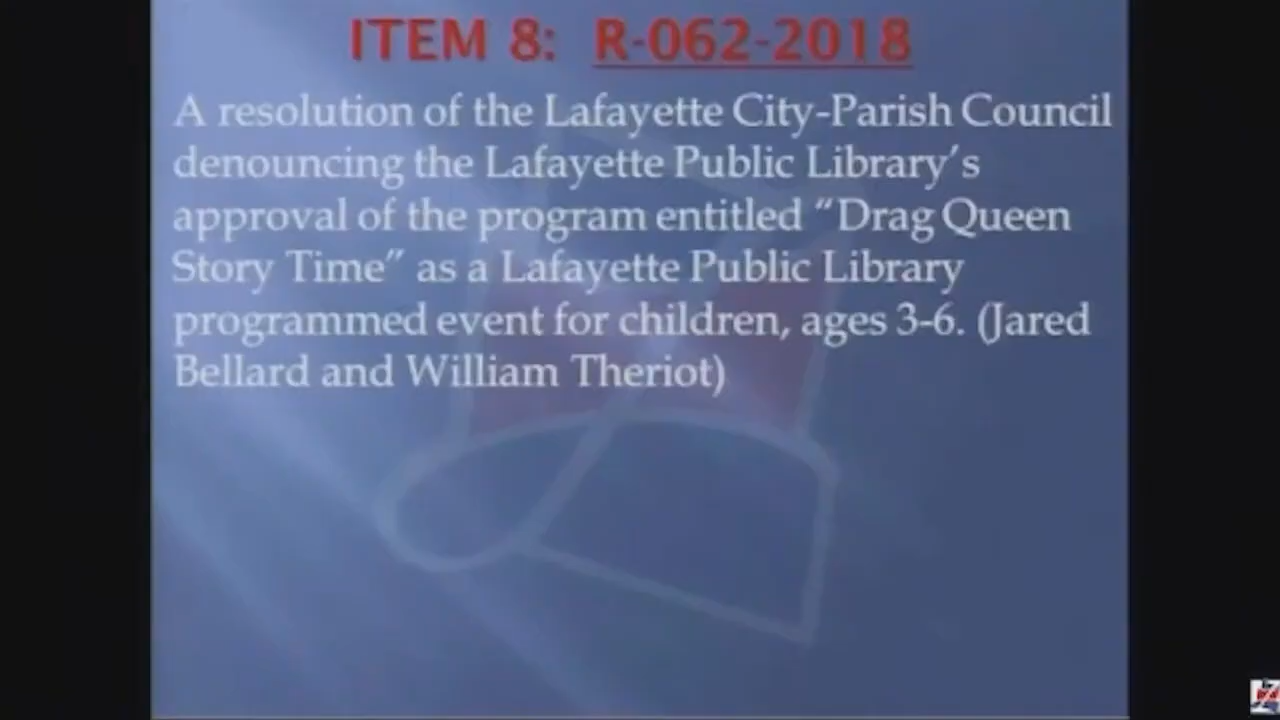 ITEM 8: R-062-2018
A resolution of the Lafayette City-Parish Council
denouncing the Lafayette Public Library's
approval of the program entitled “Drag Queen
Story Time” as a Lafayette Public Library
programmed event for children, ages 3-6. (Jared
Bellard and William Theriot)